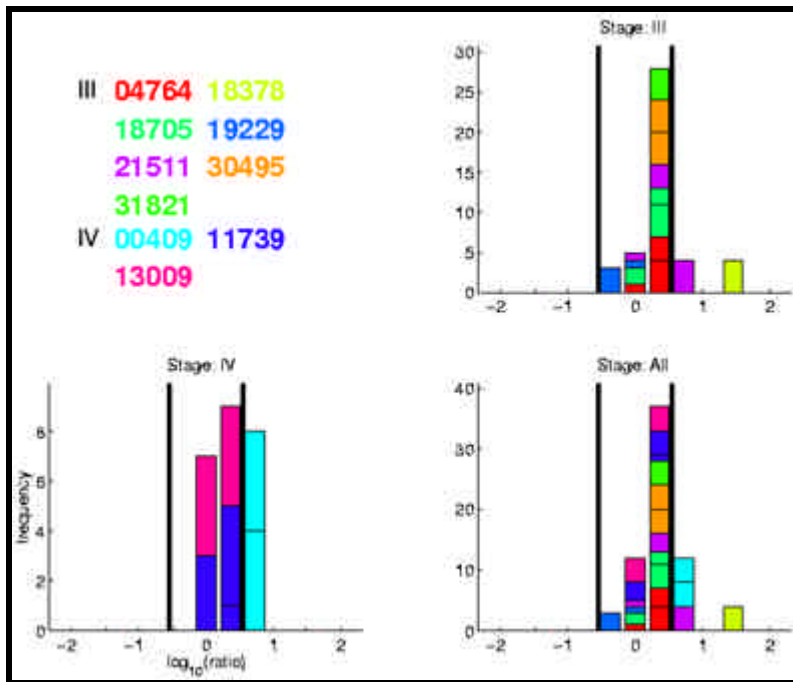 Stage: III
III 04764 18378
18705 19229
21511 30495
31821
IV 00409 11739
13009
30
25
20
15
10
5
0
−2 −1 0 1 2
Stage: IV
frequency
8
6
4
2
0
−2 −1 0 1 2
log10(ratio)
Stage: All
40
30
20
10
0
−2 −1 0 1 2